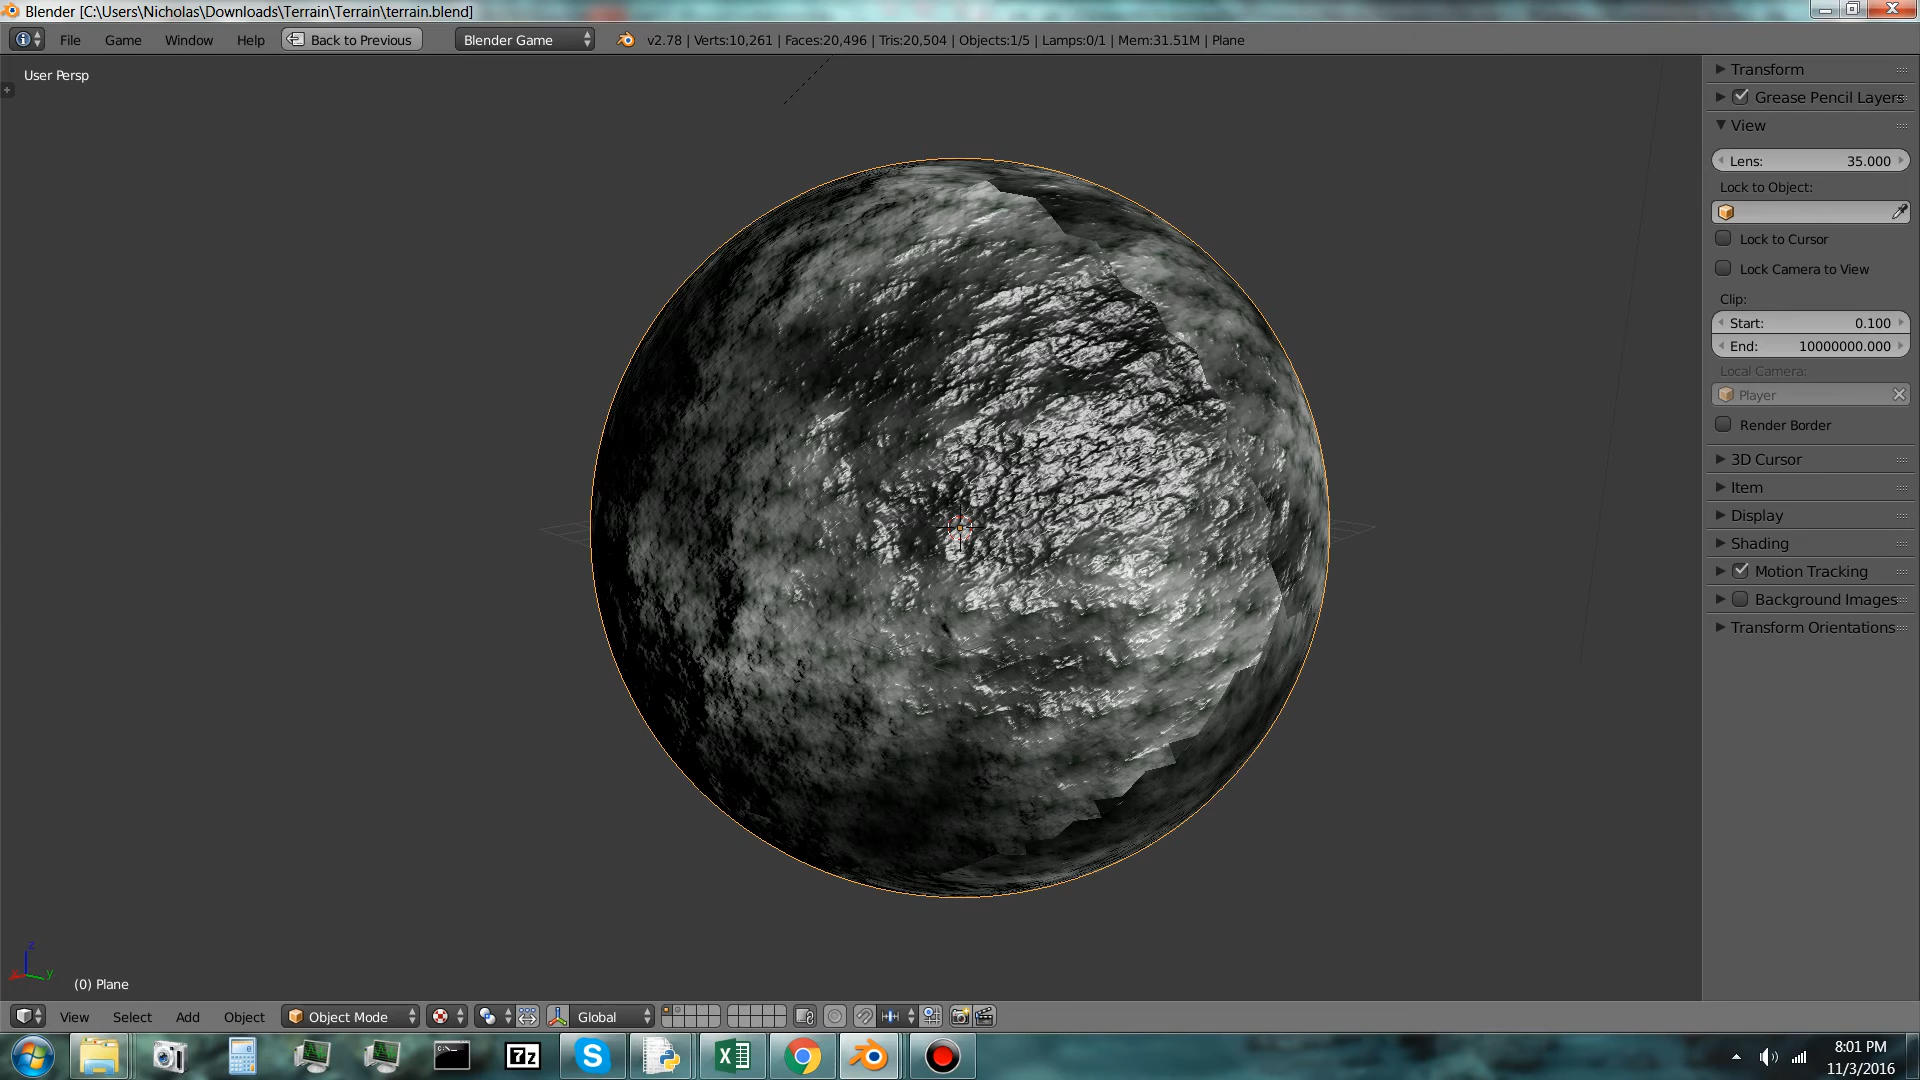 Blender [C:\Users\Nicholas\Downloads\Terrain\Terrain\terrain.blend]
File Game Window Help Back to Previous Blender Game v2.78 | Verts:10,261 | Faces:20,496 | Tris:20,504 | Objects:1/5 | Lamps:0/1 | Mem:31.51M | Plane
User Persp
Transform
Grease Pencil Layers
View
Lens: 35.000
Lock to Object:
Lock to Cursor
Lock Camera to View
Clip:
Start: 0.100
End: 10000000.000
Local Camera:
Player
Render Border
3D Cursor
Item
Display
Shading
Motion Tracking
Background Images
Transform Orientations
z
x y
(0) Plane
View Select Add Object Object Mode Global
7z
8:01 PM
11/3/2016